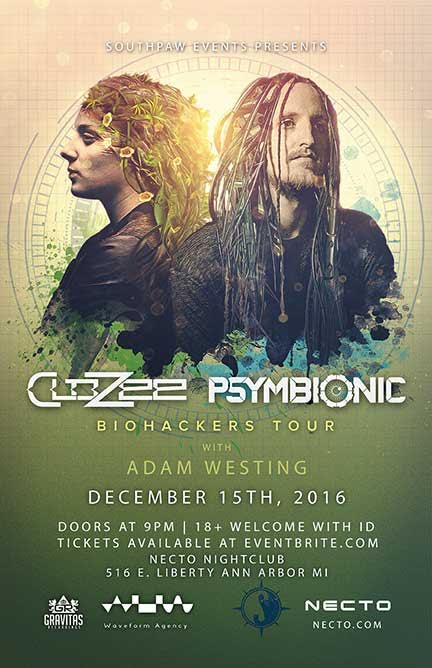 SOUTHPAW EVENTS PRESENTS
CLOZEE PSYMBIONIC
BIOHACKERS TOUR
WITH
ADAM WESTING
DECEMBER 15TH, 2016
DOORS AT 9PM | 18+ WELCOME WITH ID
TICKETS AVAILABLE AT EVENTBRITE.COM
NECTO NIGHTCLUB
516 E. LIBERTY ANN ARBOR MI
GR
GRAVITAS
RECORDINGS
Waveform Agency
NECTO
NECTO.COM